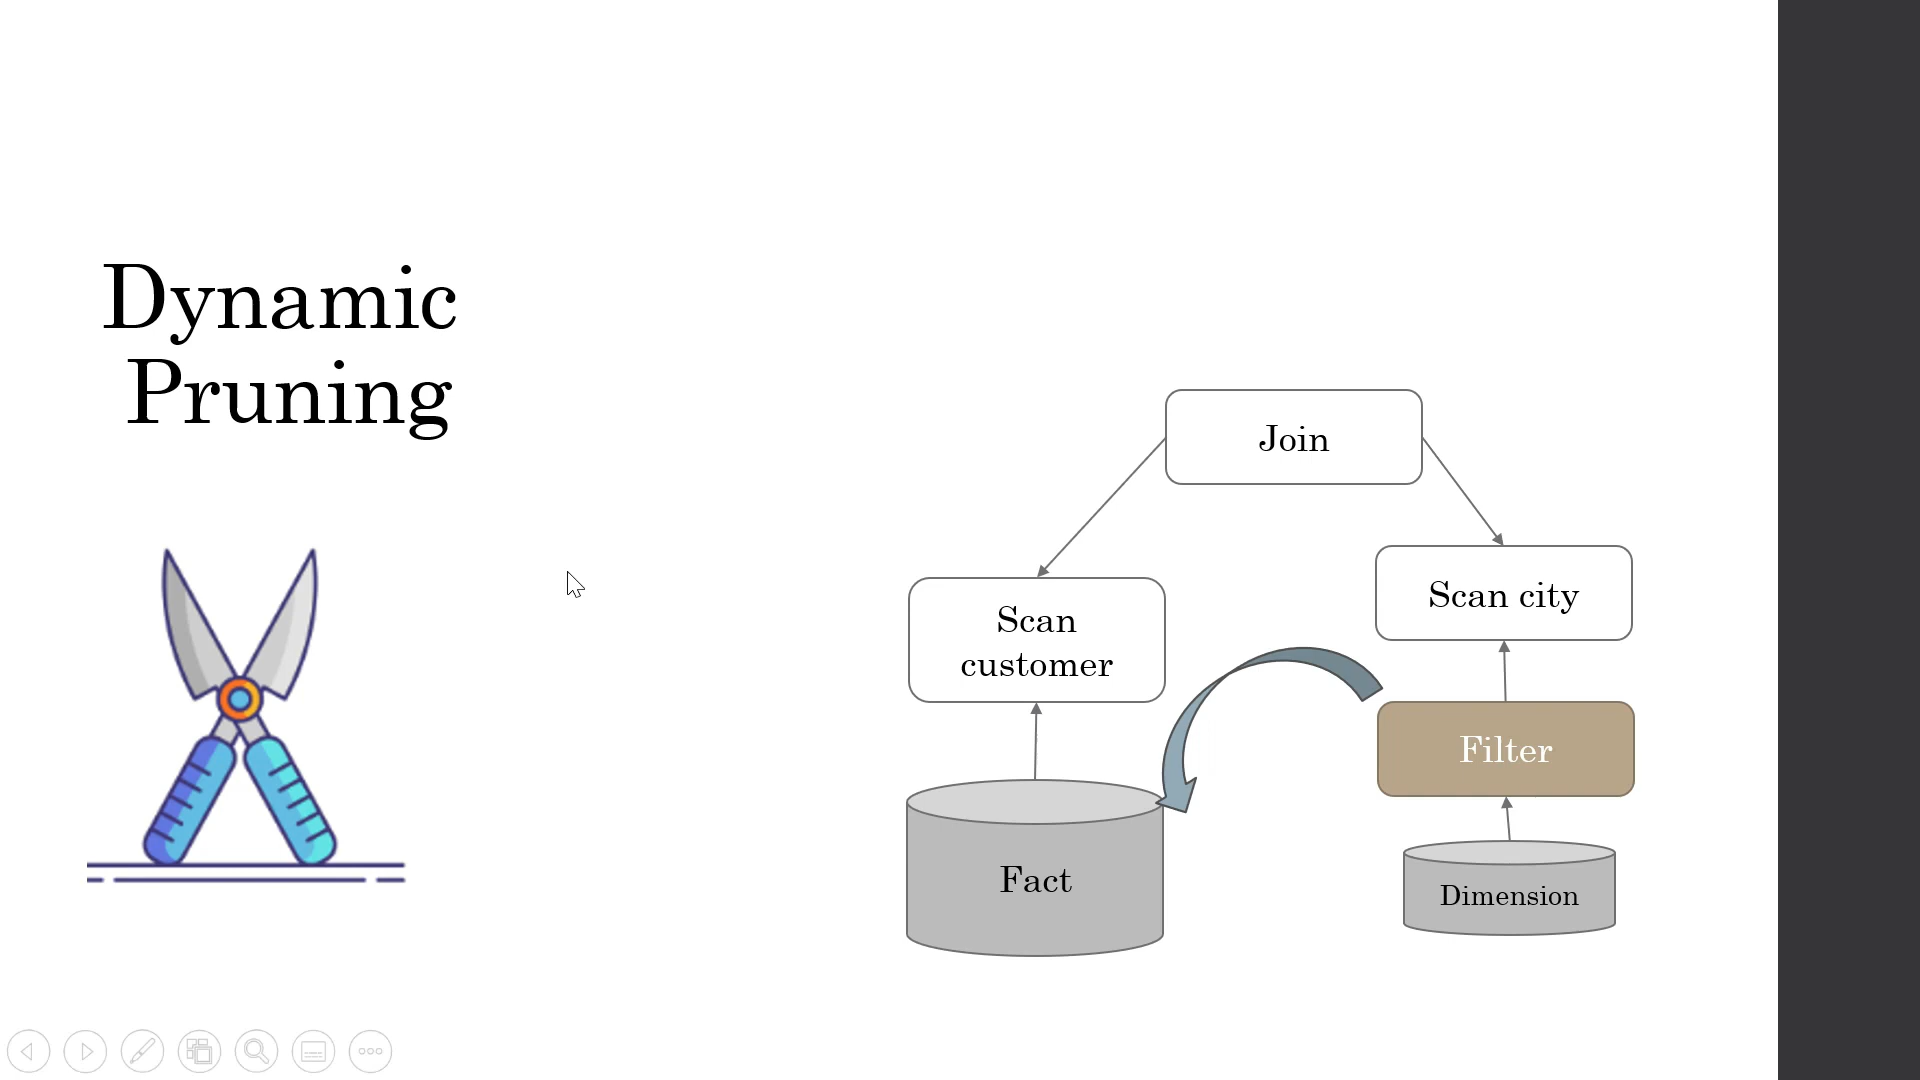 Dynamic
Pruning
Join
Scan city
Scan
customer
Filter
Fact
Dimension